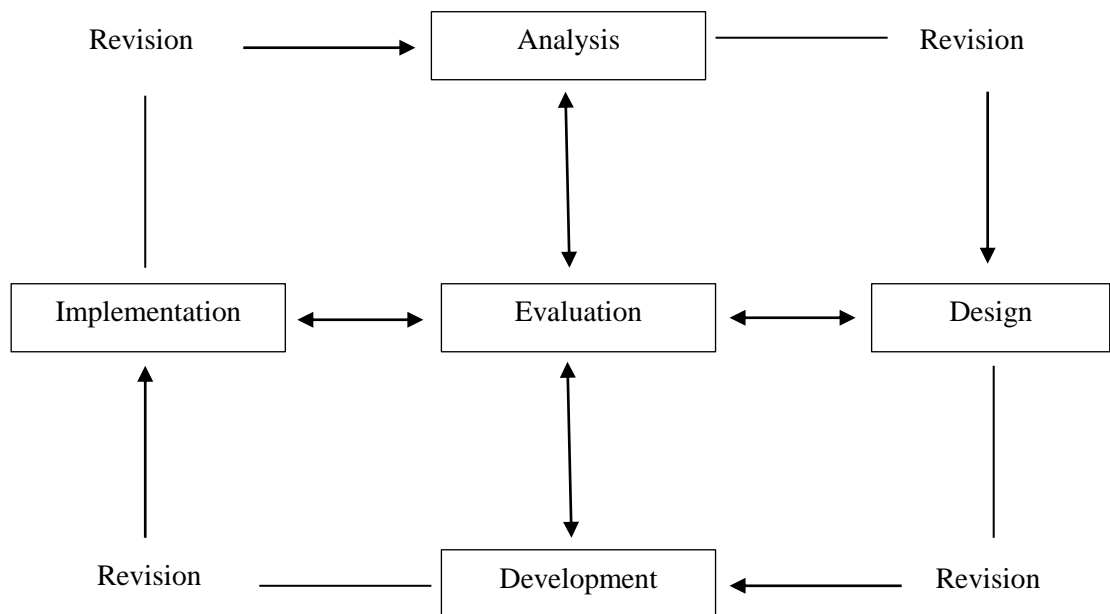 Revision
Analysis
Revision
Implementation
Evaluation
Design
Revision
Development
Revision